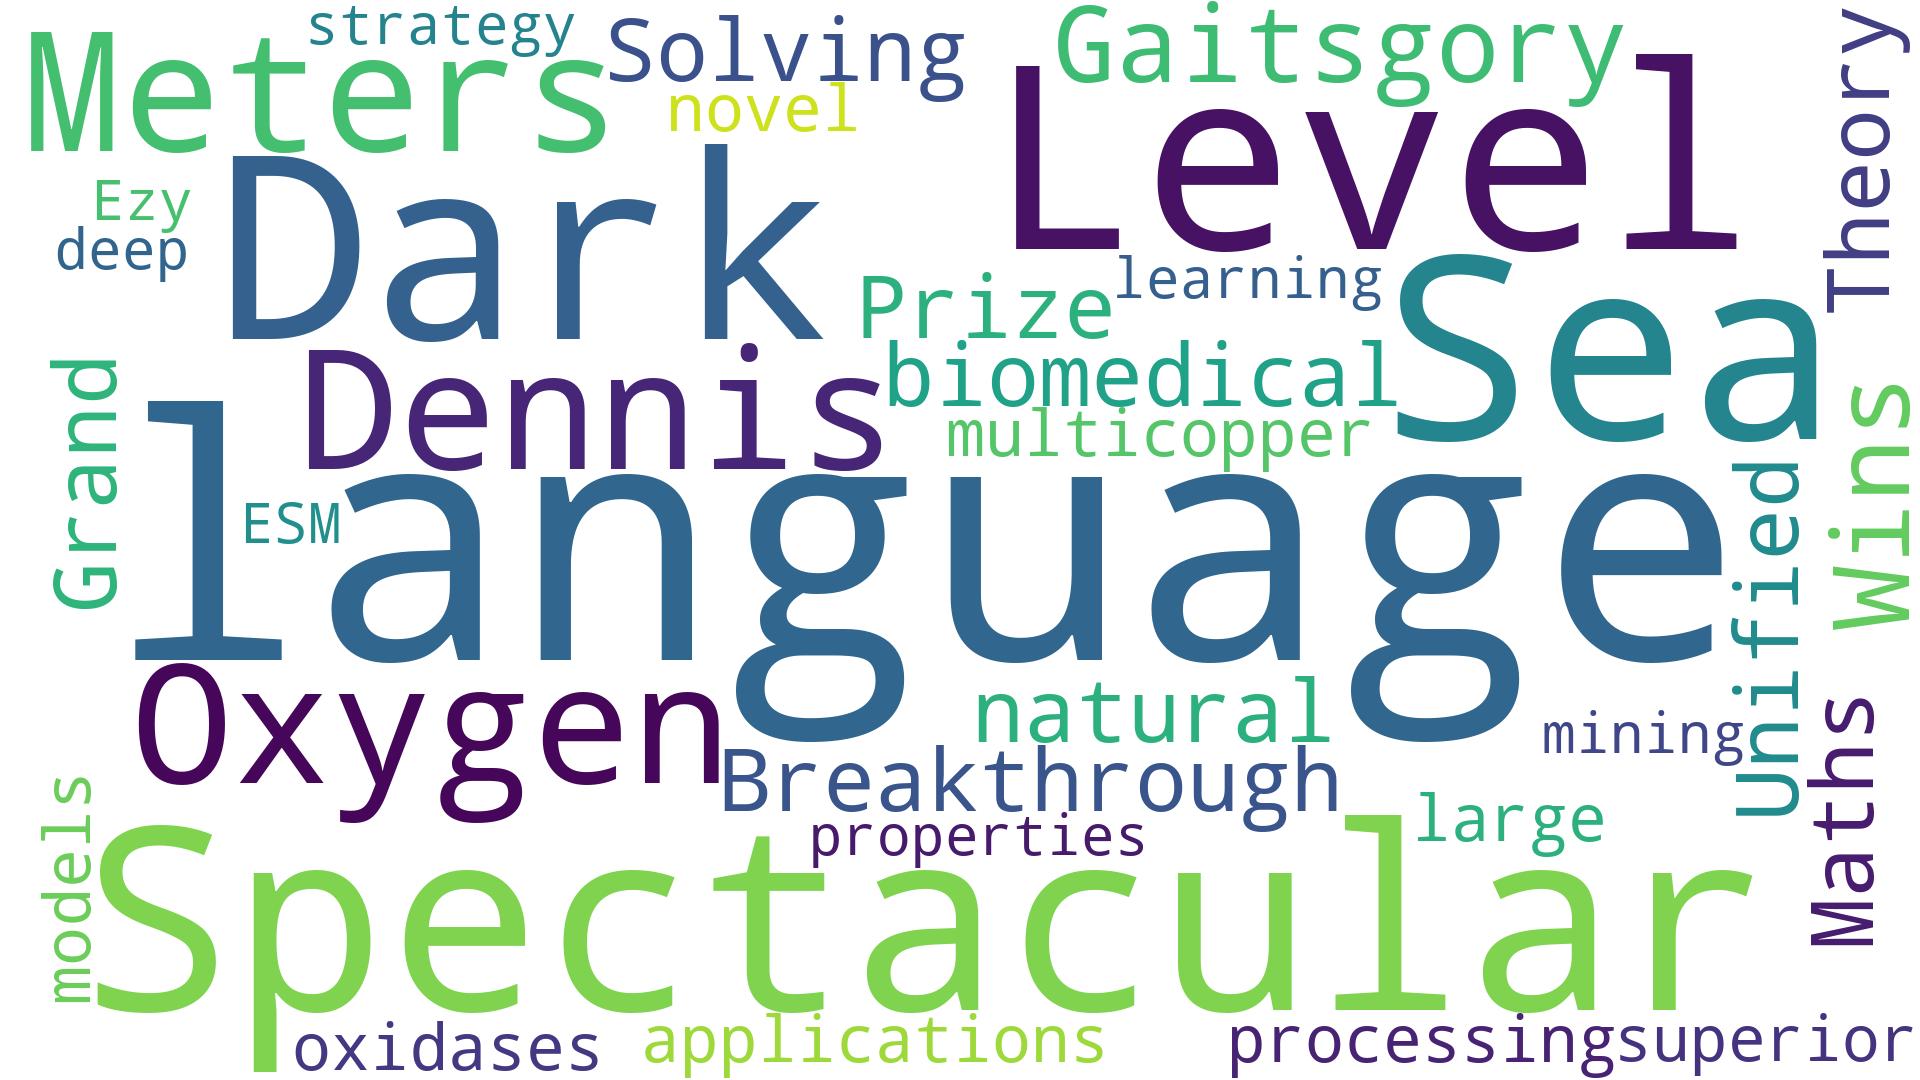 strategy
Solving
Gaitsgory
Meters
novel
Level
Theory
Ezy
Dark
deep
learning
Sea
Prize
Dennis
biomedical
multicopper
Grand
Wins
language
ESM
Unified
Oxygen
natural
mining
Maths
Breakthrough
large
properties
models
Spectacular
oxidases
applications
processing
superior